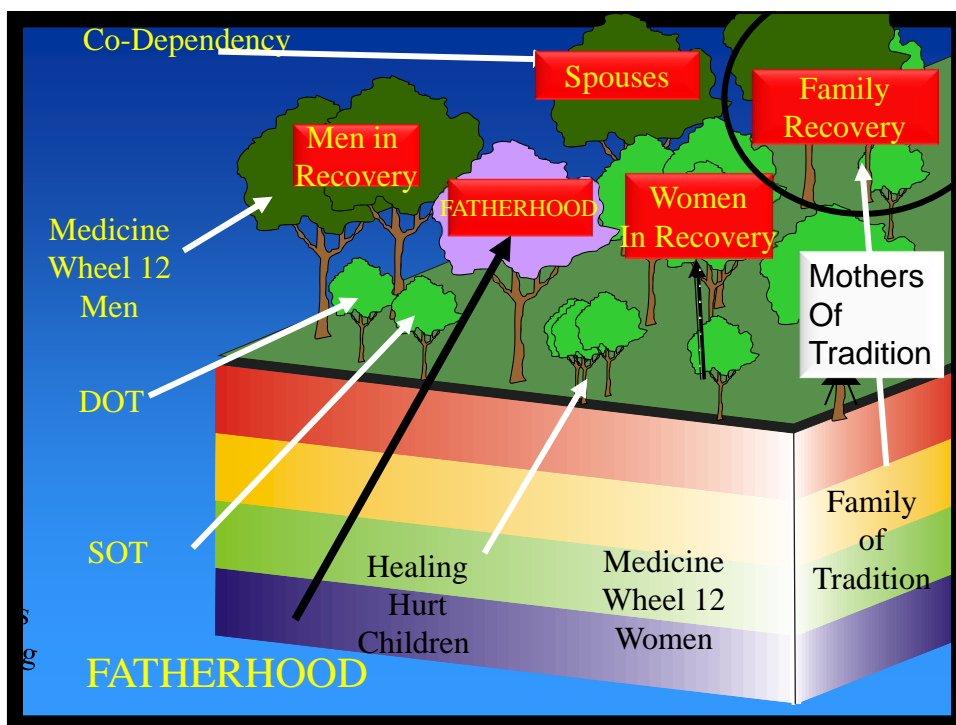 Co-Dependency
Spouses
Family
Recovery
Men in
Recovery
FATHERHOOD
Women
In Recovery
Medicine
Wheel 12
Men
Mothers
Of
Tradition
DOT
SOT
Healing
Hurt
Children
Medicine
Wheel 12
Women
Family
of
Tradition
FATHERHOOD